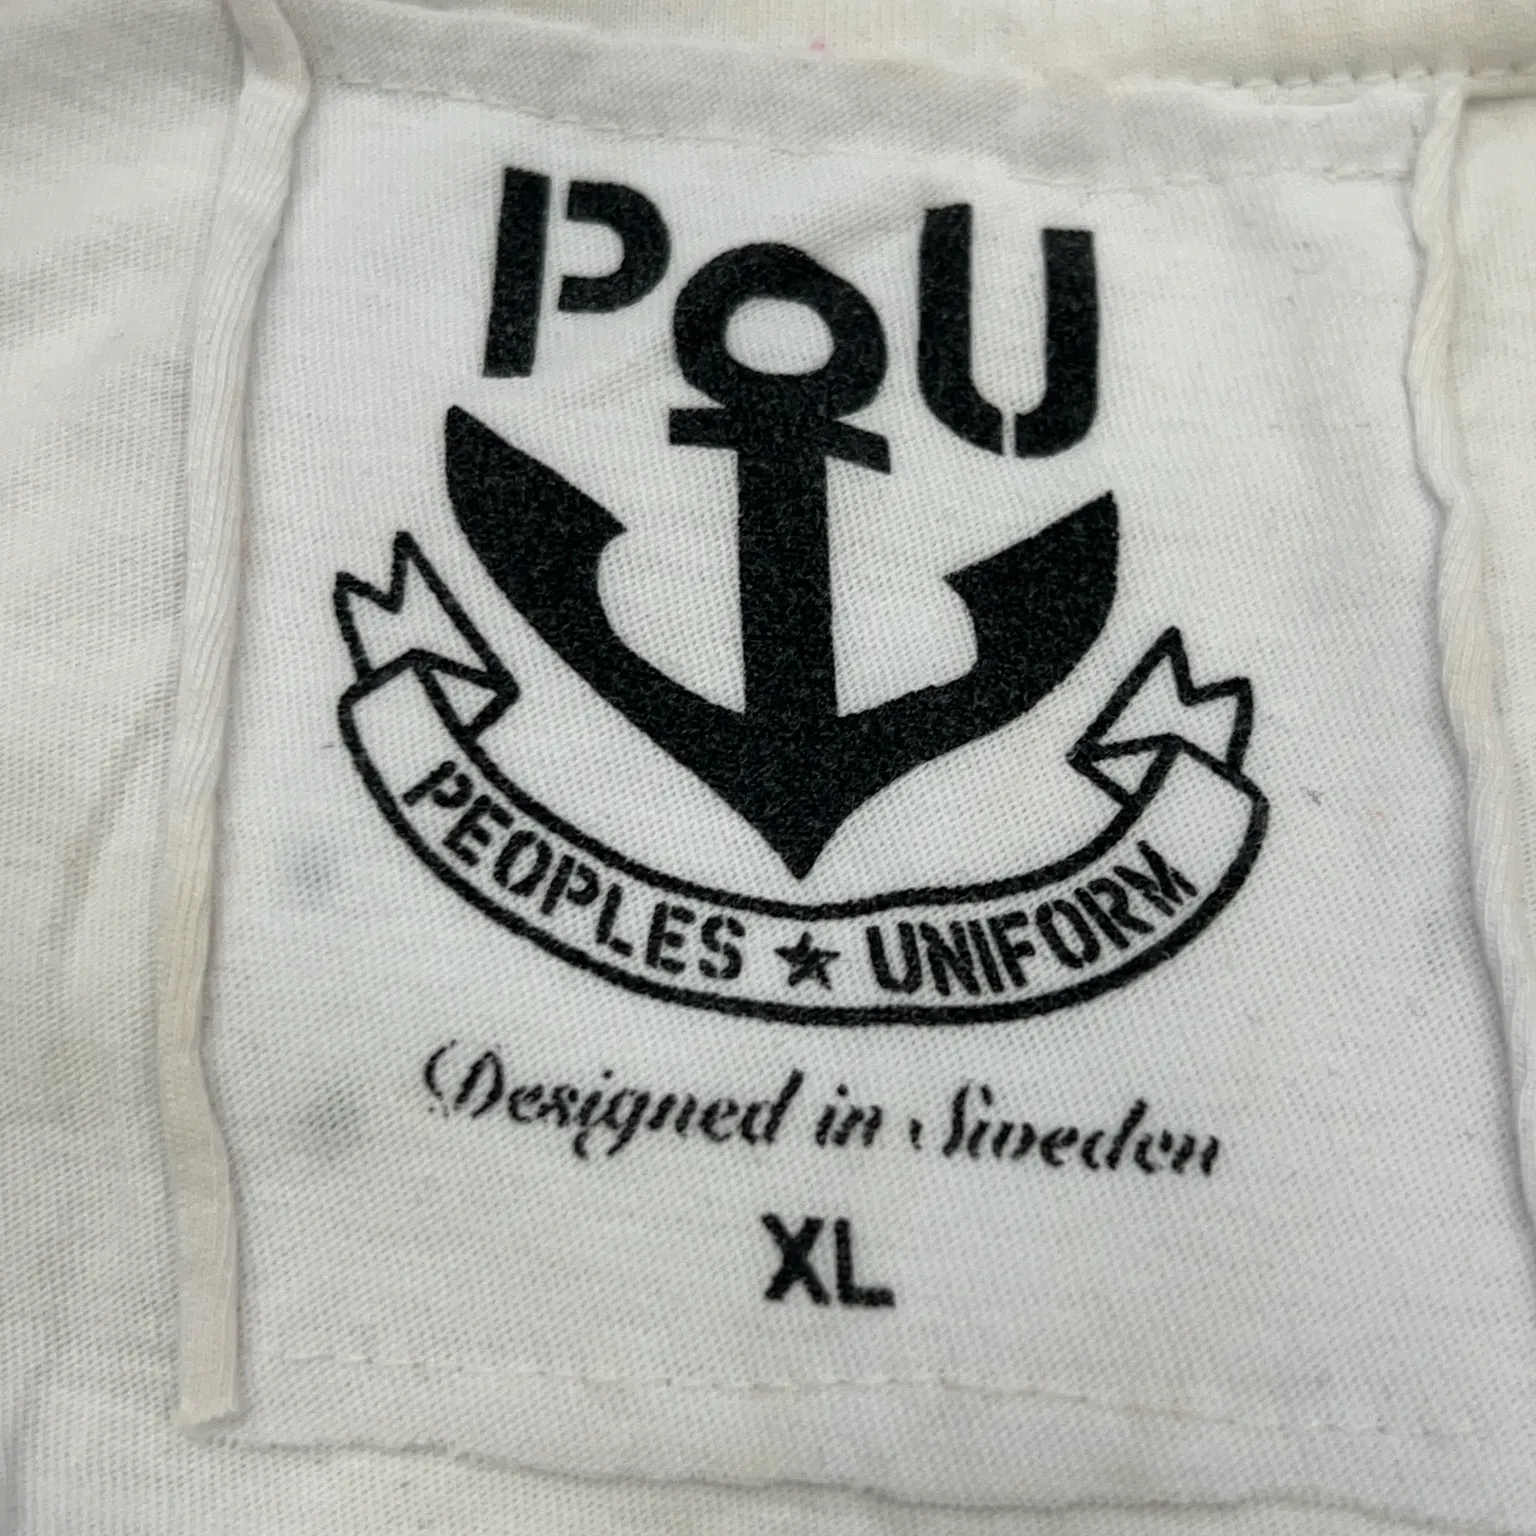 POU
PEOPLES ★ UNIFORM
Designed in Sweden
XL